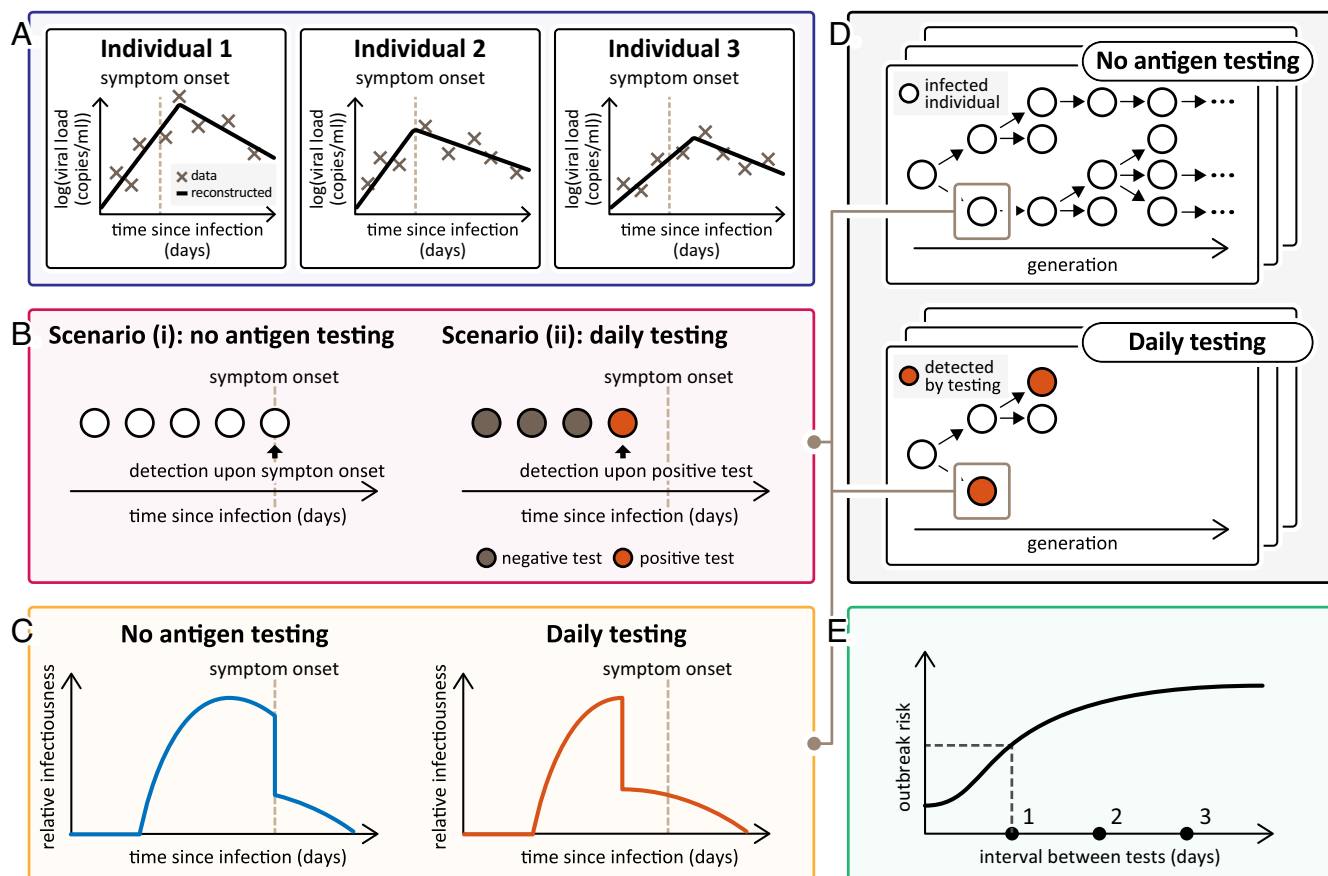 A
Individual 1
symptom onset
log(viral load
(copies/ml))
data
reconstructed
time since infection
(days)
Individual 2
symptom onset
log(viral load
(copies/ml))
time since infection
(days)
Individual 3
symptom onset
log(viral load
(copies/ml))
time since infection
(days)
B
Scenario (i): no antigen testing
symptom onset
detection upon sympton onset
time since infection (days)
Scenario (ii): daily testing
symptom onset
detection upon positive test
time since infection (days)
negative test
positive test
C
No antigen testing
symptom onset
relative infectiousness
time since infection (days)
Daily testing
symptom onset
relative infectiousness
time since infection (days)
D
No antigen testing
infected
individual
...
...
...
generation
Daily testing
detected
by testing
generation
E
outbreak risk
1
2
3
interval between tests (days)